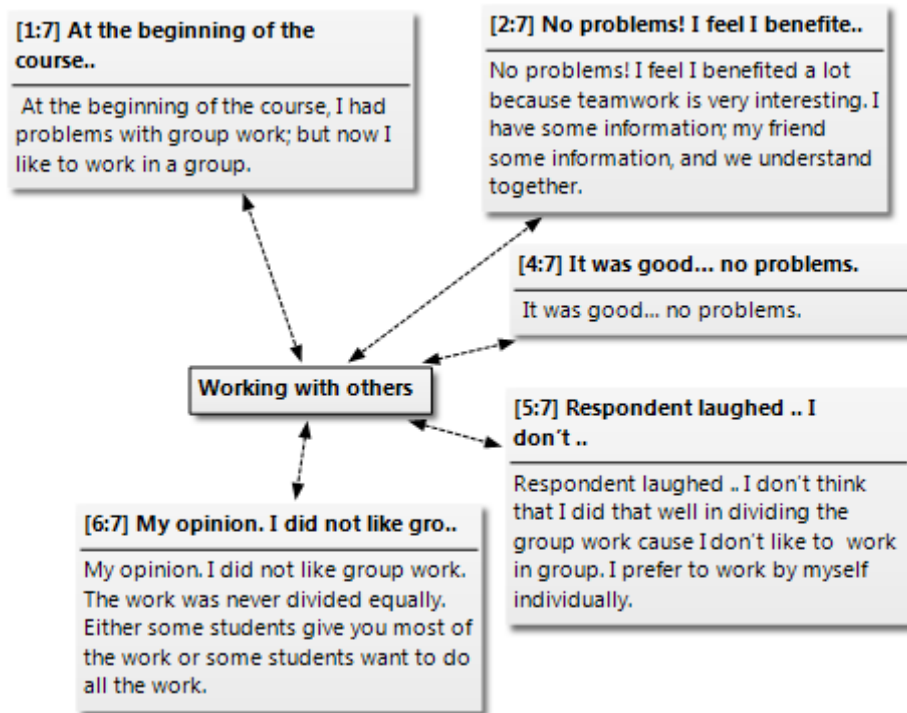 [1:7] At the beginning of the
course..
At the beginning of the course, I had
problems with group work; but now I
like to work in a group.
[2:7] No problems! I feel I benefite..
No problems! I feel I benefited a lot
because teamwork is very interesting. I
have some information; my friend
some information, and we understand
together.
[4:7] It was good... no problems.
It was good... no problems.
Working with others
[5:7] Respondent laughed .. I
don´t ..
Respondent laughed .. I don´t think
that I did that well in dividing the
group work cause I don´t like to work
in group. I prefer to work by myself
individually.
[6:7] My opinion. I did not like gro..
My opinion. I did not like group work.
The work was never divided equally.
Either some students give you most of
the work or some students want to do
all the work.